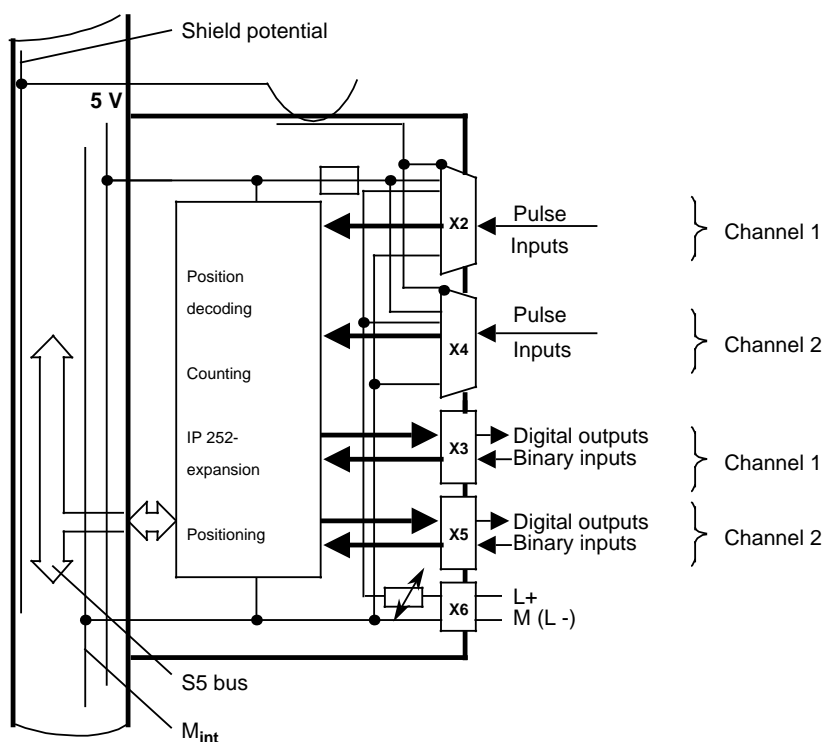 Shield potential
5 V
X2
Pulse
Inputs
Channel 1
Position
decoding
Counting
IP 252-
expansion
Positioning
X4
Pulse
Inputs
Channel 2
X3
Digital outputs
Binary inputs
Channel 1
X5
Digital outputs
Binary inputs
Channel 2
X6
L+
M (L -)
S5 bus
Mint